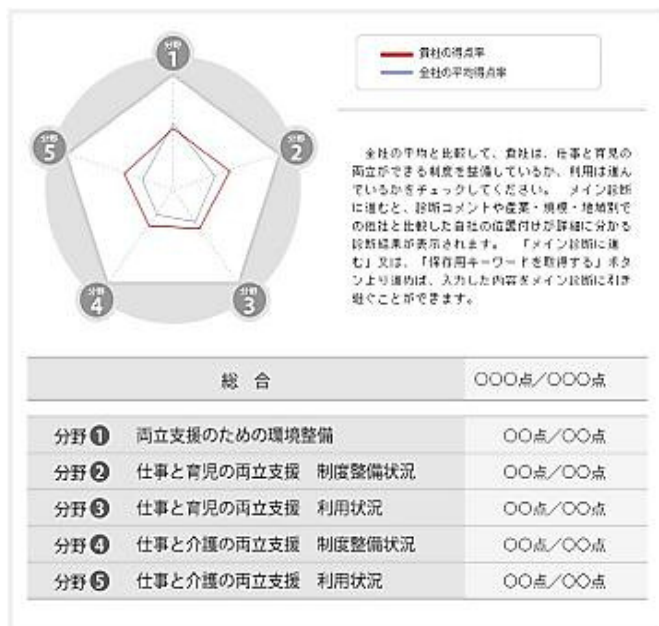 分野
1
分野
2
分野
3
分野
4
分野
5
貴社の得点率
全社の平均得点率
全社の平均と比較して、貴社は、仕事と育児の
両立ができる制度を整備しているか、利用は進ん
でいるかをチェックしてください。 メイン診断
に進むと、診断コメントや産業・規模・地域別で
の他社と比較した自社の位置付けが詳細に分かる
診断結果が表示されます。 「メイン診断に進
む」又は、「保存用キーワードを取得する」ボタ
ンより進めば、入力した内容をメイン診断に引き
継ぐことができます。
総 合 〇〇〇点/〇〇〇点
分野❶ 両立支援のための環境整備 〇〇点/〇〇点
分野❷ 仕事と育児の両立支援 制度整備状況 〇〇点/〇〇点
分野❸ 仕事と育児の両立支援 利用状況 〇〇点/〇〇点
分野❹ 仕事と介護の両立支援 制度整備状況 〇〇点/〇〇点
分野❺ 仕事と介護の両立支援 利用状況 〇〇点/〇〇点